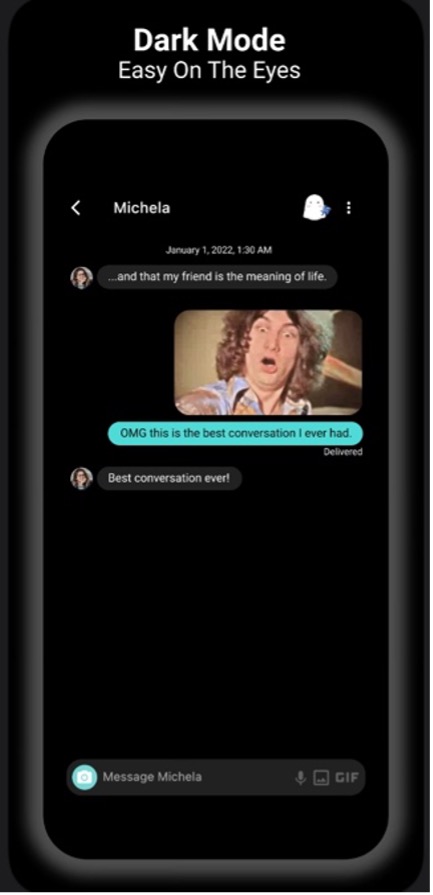 Dark Mode
Easy On The Eyes
Michela
January 1, 2022, 1:30 AM
...and that my friend is the meaning of life.
OMG this is the best conversation I ever had.
Delivered
Best conversation ever!
Message Michela
GIF